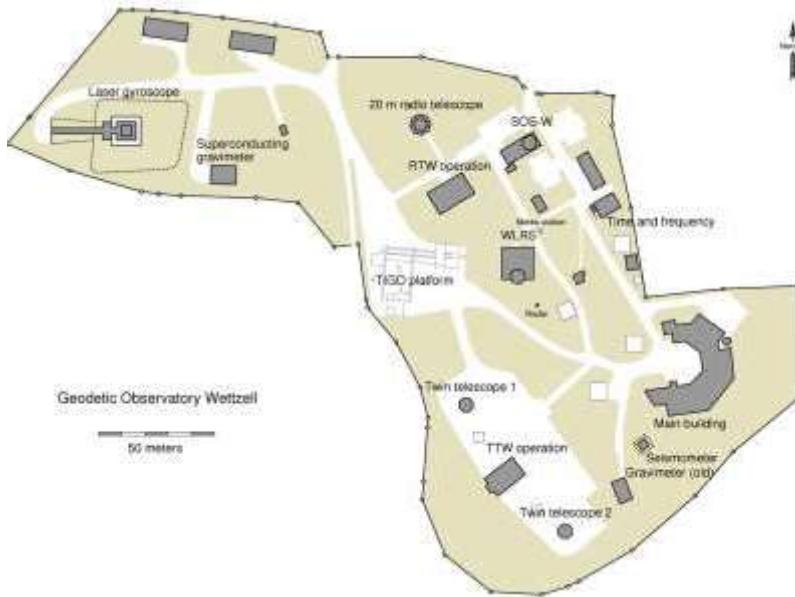 Laser gyroscope
20 m radio telescope
SOS-W
Superconducting
gravimeter
RTW operation
Time and frequency
WLRS
TIGO platform
Geodetic Observatory Wettzell
50 meters
Twin telescope 1
Main building
TTW operation
Seismometer
Gravimeter (old)
Twin telescope 2